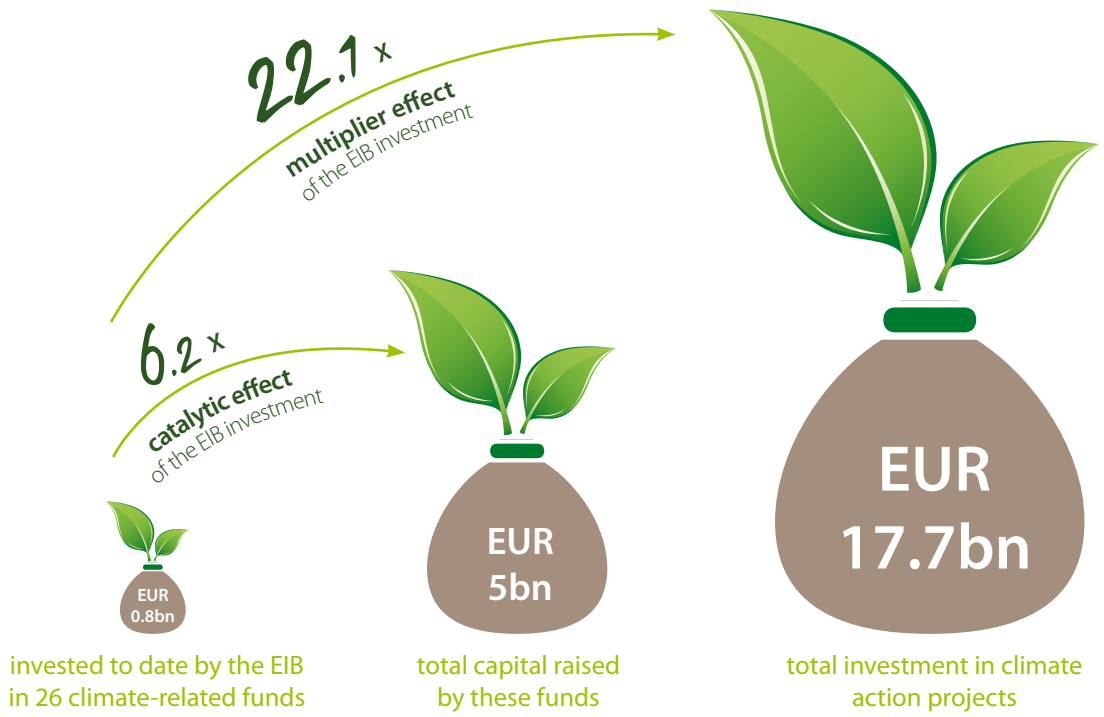 22.1 x
multiplier effect
of the EIB investment
6.2 x
catalytic effect
of the EIB investment
EUR
0.8bn
EUR
5bn
EUR
17.7bn
invested to date by the EIB
in 26 climate-related funds
total capital raised
by these funds
total investment in climate
action projects